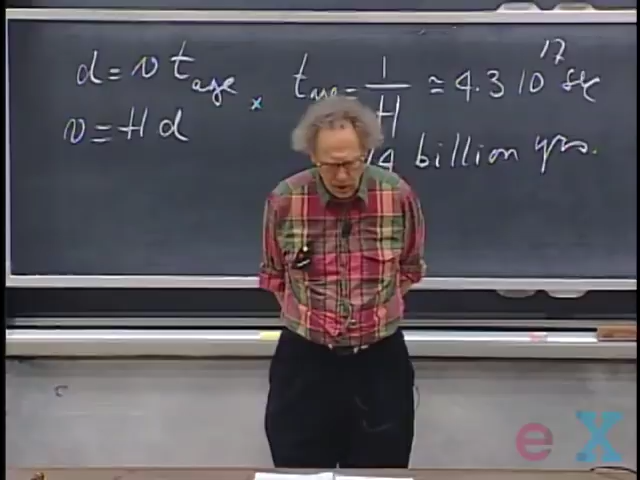 d = v t_age t_age = 1/H ≃ 4.3 10^17 sec
v = H d 14 billion yrs.
e X